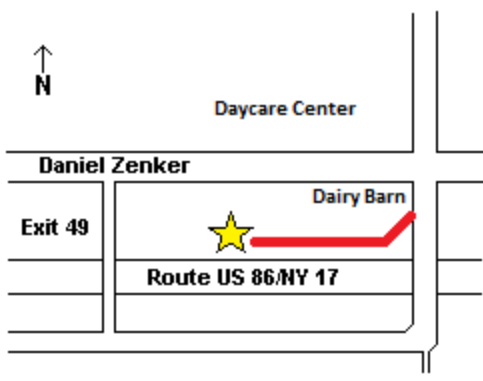 N
Daycare Center
Daniel Zenker
Dairy Barn
Exit 49
Route US 86/NY 17